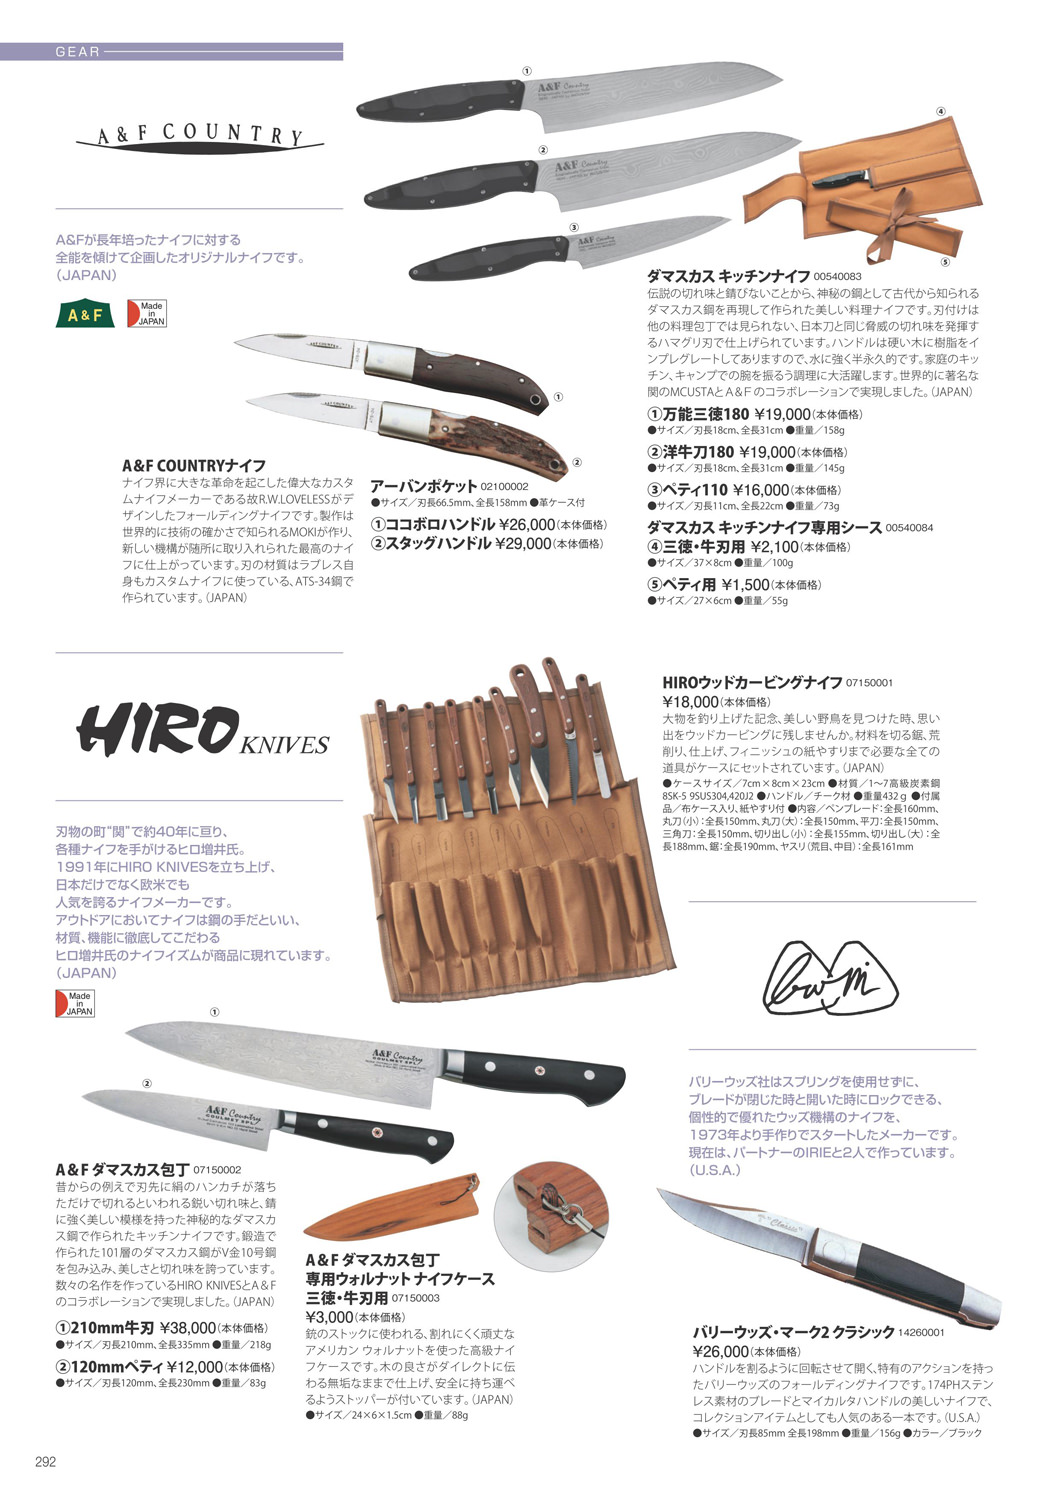 GEAR
A & F COUNTRY
A&Fが長年培ったナイフに対する
全能を傾けて企画したオリジナルナイフです。
(JAPAN)
A & F
Made
in
JAPAN
①
A&F Country
②
A&F Country
③
A&F Country
④
⑤
ダマスカス キッチンナイフ 00540083
伝説の切れ味と錆びないことから、神秘の鋼として古代から知られる
ダマスカス鋼を再現して作られた美しい料理ナイフです。刃付けは
他の料理包丁では見られない、日本刀と同じ脅威の切れ味を発揮す
るハマグリ刃で仕上げられています。ハンドルは硬い木に樹脂をイ
ンプレグレートしてありますので、水に強く半永久的です。家庭のキッ
チン、キャンプでの腕を振るう調理に大活躍します。世界的に著名な
関のMCUSTAとA&Fのコラボレーションで実現しました。(JAPAN)
①万能三徳180 ¥19,000(本体価格)
●サイズ／刃長18cm、全長31cm ●重量／158g
②洋牛刀180 ¥19,000(本体価格)
●サイズ／刃長18cm、全長31cm ●重量／145g
③ペティ110 ¥16,000(本体価格)
●サイズ／刃長11cm、全長22cm ●重量／73g
ダマスカス キッチンナイフ専用シース 00540084
④三徳・牛刃用 ¥2,100(本体価格)
●サイズ／37×8cm ●重量／100g
⑤ペティ用 ¥1,500(本体価格)
●サイズ／27×6cm ●重量／55g
①
②
A&F COUNTRYナイフ
ナイフ界に大きな革命を起こした偉大なカスタ
ムナイフメーカーである故R.W.LOVELESSがデ
ザインしたフォールディングナイフです。製作は
世界的に技術の確かさで知られるMOKIが作り、
新しい機構が随所に取り入れられた最高のナイ
フに仕上がっています。刃の材質はラブレス自
身もカスタムナイフに使っている、ATS-34鋼で
作られています。(JAPAN)
アーバンポケット 02100002
●サイズ／刃長66.5mm、全長158mm ●革ケース付
①ココボロハンドル ¥26,000(本体価格)
②スタッグハンドル ¥29,000(本体価格)
HIRO KNIVES
刃物の町“関”で約40年に亘り、
各種ナイフを手がけるヒロ増井氏。
1991年にHIRO KNIVESを立ち上げ、
日本だけでなく欧米でも
人気を誇るナイフメーカーです。
アウトドアにおいてナイフは鋼の手だといい、
材質、機能に徹底してこだわる
ヒロ増井氏のナイフイズムが商品に現れています。
(JAPAN)
Made
in
JAPAN
HIROウッドカービングナイフ 07150001
¥18,000(本体価格)
大物を釣り上げた記念、美しい野鳥を見つけた時、思い
出をウッドカービングに残しませんか。材料を切る鋸、荒
削り、仕上げ、フィニッシュの紙やすりまで必要な全ての
道具がケースにセットされています。(JAPAN)
●ケースサイズ／7cm×8cm×23cm ●材質／1〜7高級炭素鋼
8SK-5 9SUS304,420J2 ●ハンドル／チーク材 ●重量432g ●付属
品／布ケース入り、紙やすり付 ●内容／ペンブレード：全長160mm、
丸刀（小）：全長150mm、丸刀（大）：全長150mm、平刀：全長150mm、
三角刀：全長150mm、切り出し（小）：全長155mm、切り出し（大）：全
長188mm、鋸：全長190mm、ヤスリ（荒目、中目）：全長161mm
bwm
バリーウッズ社はスプリングを使用せずに、
ブレードが閉じた時と開いた時にロックできる、
個性的で優れたウッズ機構のナイフを、
1973年より手作りでスタートしたメーカーです。
現在は、パートナーのIRIEと2人で作っています。
(U.S.A.)
①
A&F Country
GOULMET SPL
②
A&F Country
GOULMET SPL
A&F ダマスカス包丁 07150002
昔からの例えで刃先に絹のハンカチが落ち
ただけで切れるといわれる鋭い切れ味と、錆
に強く美しい模様を持った神秘的なダマスカ
ス鋼で作られたキッチンナイフです。鍛造で
作られた101層のダマスカス鋼がV金10号鋼
を包み込み、美しさと切れ味を誇っています。
数々の名作を作っているHIRO KNIVESとA&F
のコラボレーションで実現しました。(JAPAN)
①210mm牛刃 ¥38,000(本体価格)
●サイズ／刃長210mm、全長335mm ●重量／218g
②120mmペティ ¥12,000(本体価格)
●サイズ／刃長120mm、全長230mm ●重量／83g
A&F ダマスカス包丁
専用ウォルナット ナイフケース
三徳・牛刃用 07150003
¥3,000(本体価格)
銃のストックに使われる、割れにくく頑丈な
アメリカン ウォルナットを使った高級ナイ
フケースです。木の良さがダイレクトに伝
わる無垢なままで仕上げ、安全に持ち運べ
るようストッパーが付いています。(JAPAN)
●サイズ／24×6×1.5cm ●重量／88g
"Classic"
バリーウッズ・マーク2 クラシック 14260001
¥26,000(本体価格)
ハンドルを割るように回転させて開く、特有のアクションを持っ
たバリーウッズのフォールディングナイフです。174PHステン
レス素材のブレードとマイカルタハンドルの美しいナイフで、
コレクションアイテムとしても人気のある一本です。(U.S.A.)
●サイズ／刃長85mm 全長198mm ●重量／156g ●カラー／ブラック
292